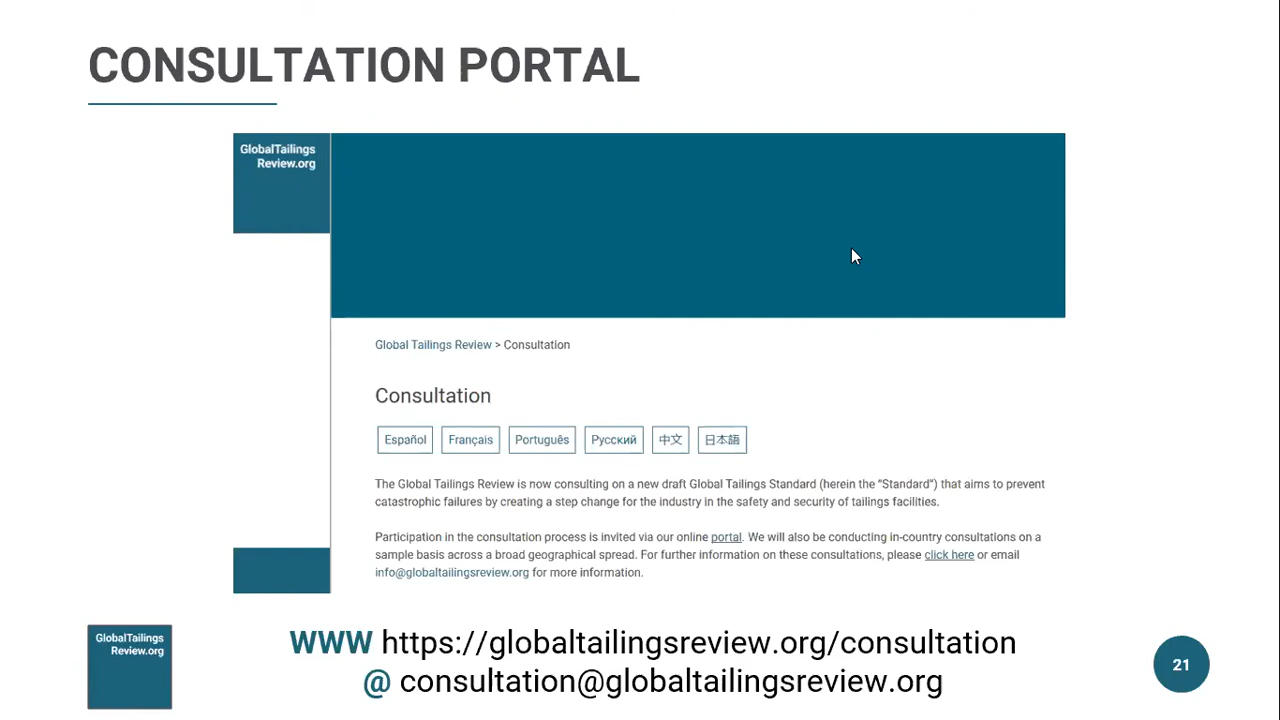 CONSULTATION PORTAL
GlobalTailings
Review.org
Global Tailings Review > Consultation
Consultation
Español Français Português Русский 中文 日本語
The Global Tailings Review is now consulting on a new draft Global Tailings Standard (herein the “Standard”) that aims to prevent
catastrophic failures by creating a step change for the industry in the safety and security of tailings facilities.
Participation in the consultation process is invited via our online portal. We will also be conducting in-country consultations on a
sample basis across a broad geographical spread. For further information on these consultations, please click here or email
info@globaltailingsreview.org for more information.
GlobalTailings
Review.org
WWW https://globaltailingsreview.org/consultation
@ consultation@globaltailingsreview.org
21